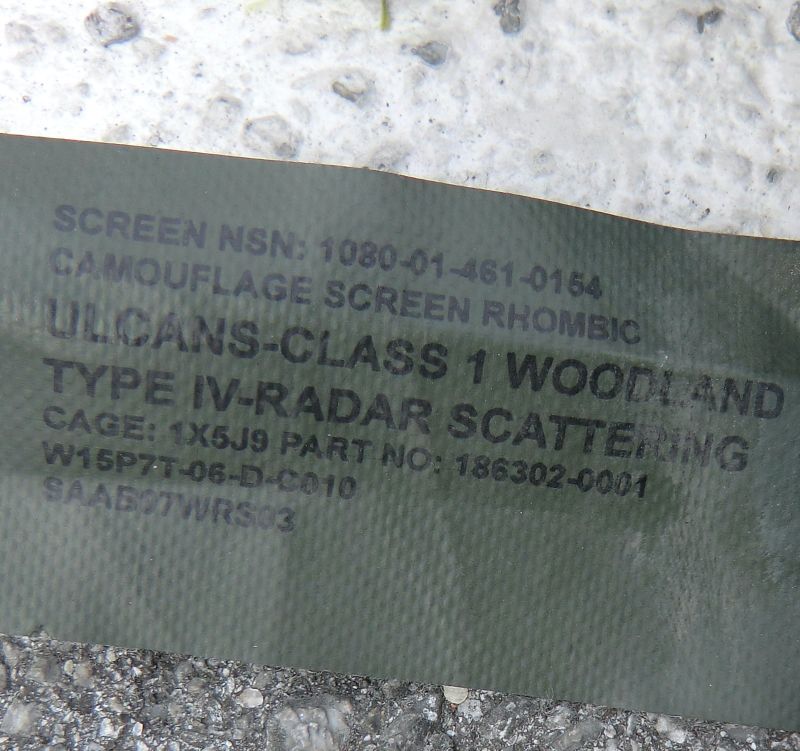 SCREEN NSN: 1080-01-461-0154
CAMOUFLAGE SCREEN RHOMBIC
ULCANS-CLASS 1 WOODLAND
TYPE IV-RADAR SCATTERING
CAGE: 1X5J9 PART NO: 186302-0001
W15P7T-06-D-C010
SAAB07WRS03